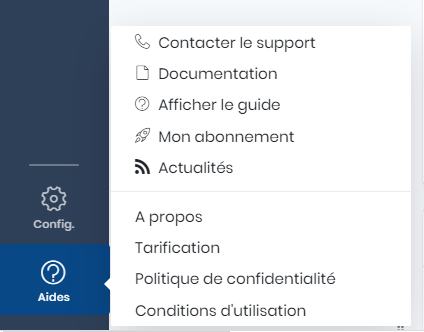 Contacter le support
Documentation
Afficher le guide
Mon abonnement
Actualités
Config.
A propos
Tarification
Aides
Politique de confidentialité
Conditions d'utilisation